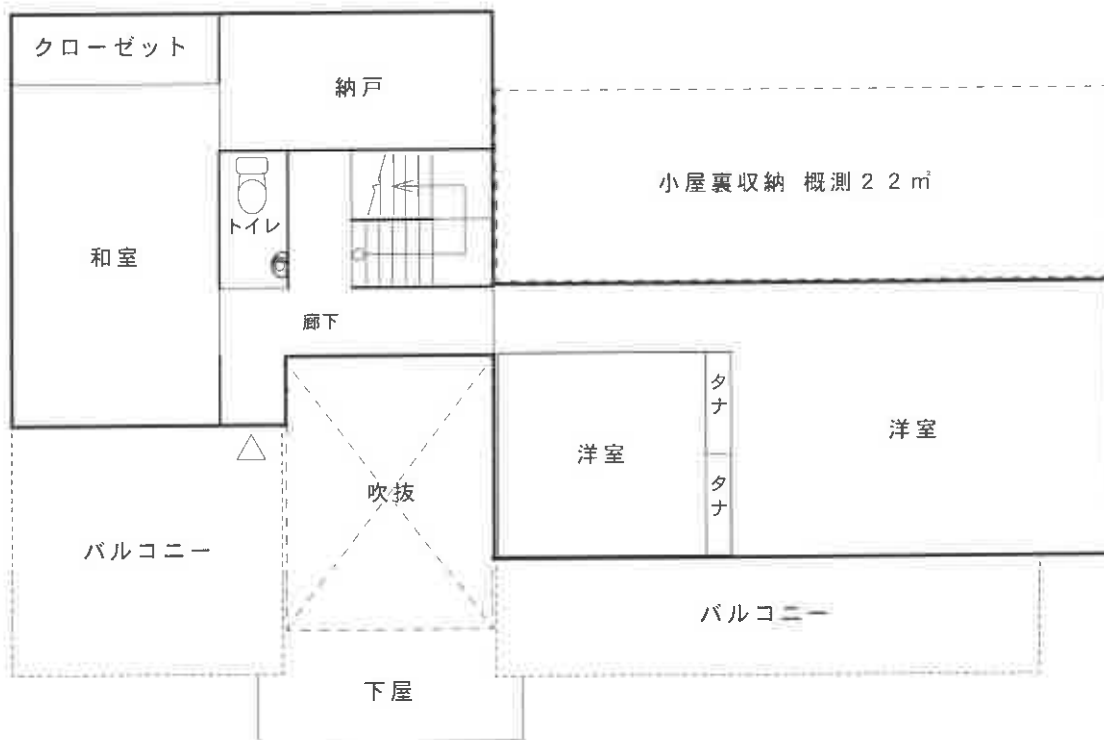 クローゼット
納戸
小屋裏収納 概測22㎡
トイレ
和室
廊下
タナ
洋室
洋室
タナ
吹抜
バルコニー
バルコニー
下屋